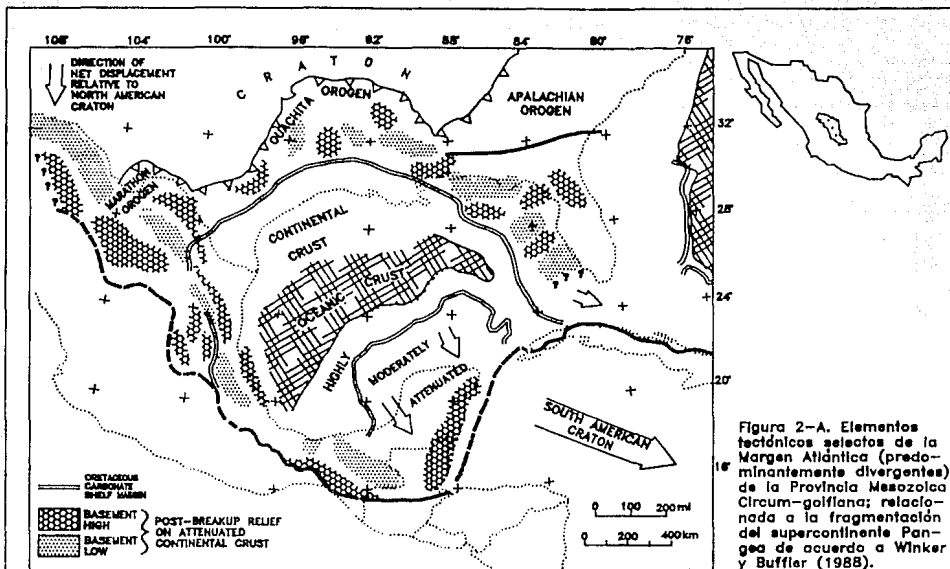 108° 104° 100° 96° 92° 88° 84° 80° 76°
DIRECTION OF
NET DISPLACEMENT
RELATIVE TO
NORTH AMERICAN
CRATON
CRATON
OUACHITA
OROGEN
APALACHIAN
OROGEN
32°
MARATHON
OROGEN
28°
CONTINENTAL
CRUST
OCEANIC CRUST
24°
HIGHLY
MODERATELY
ATTENUATED
20°
SOUTH AMERICAN
CRATON
16°
CRETACEOUS
CARBONATE
SHELF MARGIN
BASEMENT
HIGH
BASEMENT
LOW
POST-BREAKUP RELIEF
ON ATTENUATED
CONTINENTAL CRUST
0 100 200 mi
0 200 400 km
Figura 2-A. Elementos
tectónicos selectos de la
Margen Atlántica (predo-
minantemente divergentes)
de la Provincia Mesozoica
Circum-golfiana; relacio-
nada a la fragmentación
del supercontinente Pan-
gea de acuerdo a Winker
y Buffler (1988).